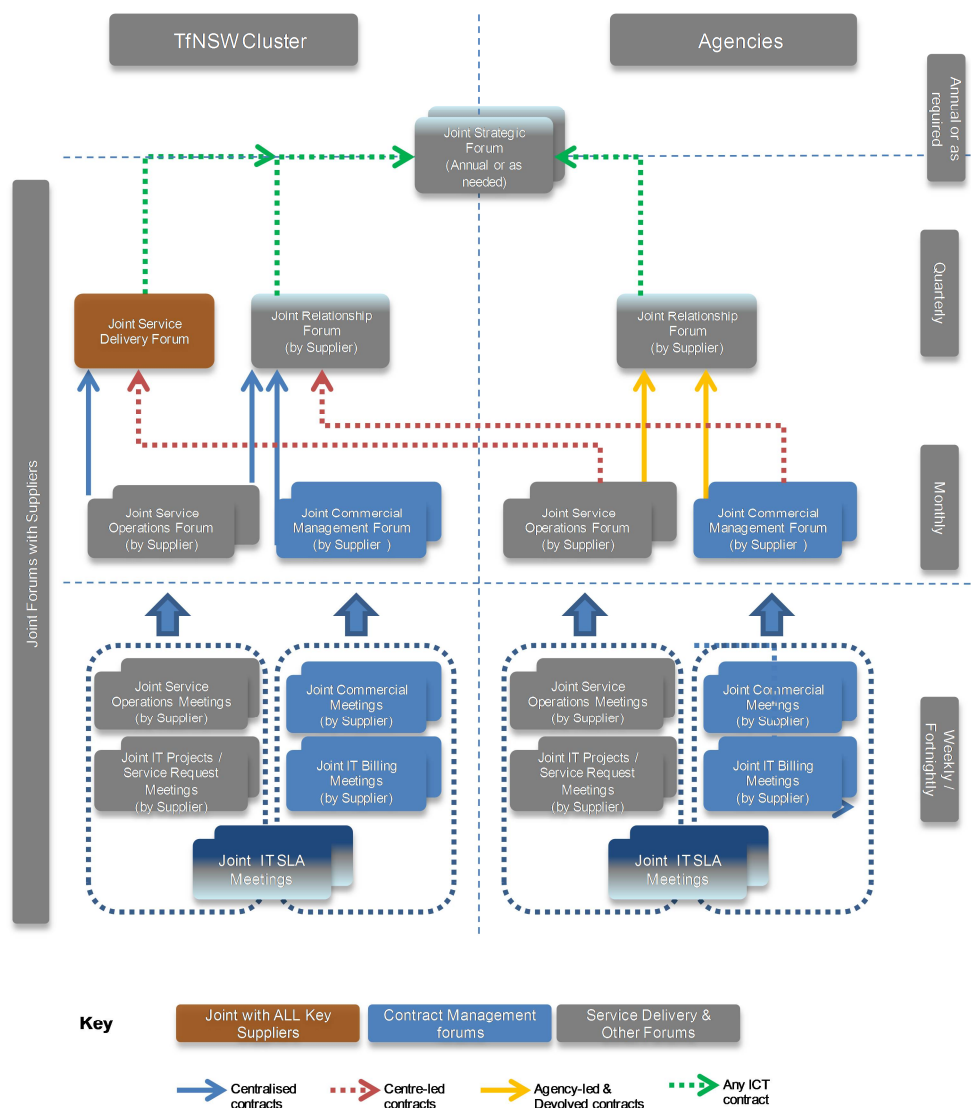 TfNSW Cluster
Agencies
Annual or as
required
Joint Strategic
Forum
(Annual or as
needed)
Joint Forums with Suppliers
Quarterly
Joint Service
Delivery Forum
Joint Relationship
Forum
(by Supplier)
Joint Relationship
Forum
(by Supplier)
Monthly
Joint Service
Operations Forum
(by Supplier)
Joint Commercial
Management Forum
(by Supplier )
Joint Service
Operations Forum
(by Supplier)
Joint Commercial
Management Forum
(by Supplier )
Weekly /
Fortnightly
Joint Service
Operations Meetings
(by Supplier)
Joint Commercial
Meetings
(by Supplier)
Joint Service
Operations Meetings
(by Supplier)
Joint Commercial
Meetings
(by Supplier)
Joint IT Projects /
Service Request
Meetings
(by Supplier)
Joint IT Billing
Meetings
(by Supplier)
Joint IT Projects /
Service Request
Meetings
(by Supplier)
Joint IT Billing
Meetings
(by Supplier)
Joint IT SLA
Meetings
Joint IT SLA
Meetings
Key
Joint with ALL Key
Suppliers
Contract Management
forums
Service Delivery &
Other Forums
Centralised
contracts
Centre-led
contracts
Agency-led &
Devolved contracts
Any ICT
contract